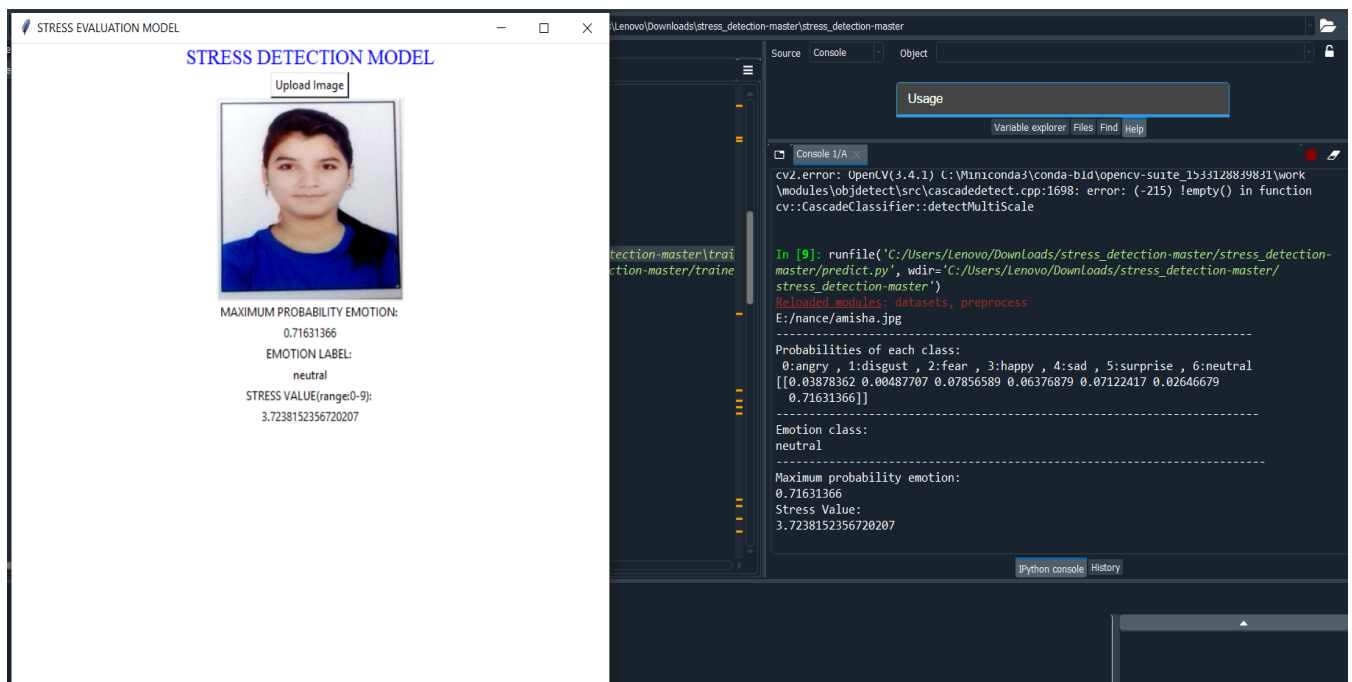 STRESS EVALUATION MODEL
STRESS DETECTION MODEL
Upload Image
MAXIMUM PROBABILITY EMOTION:
0.71631366
EMOTION LABEL:
neutral
STRESS VALUE(range:0-9):
3.7238152356720207
\Lenovo\Downloads\stress_detection-master\stress_detection-master
tection-master\trai
ction-master/traine
Source Console Object
Usage
Variable explorer Files Find Help
Console 1/A
cv2.error: OpenCV(3.4.1) C:\Miniconda3\conda-bld\opencv-suite_1533128839831\work
\modules\objdetect\src\cascadedetect.cpp:1698: error: (-215) !empty() in function
cv::CascadeClassifier::detectMultiScale
In [9]: runfile('C:/Users/Lenovo/Downloads/stress_detection-master/stress_detection-
master/predict.py', wdir='C:/Users/Lenovo/Downloads/stress_detection-master/
stress_detection-master')
Reloaded modules: datasets, preprocess
E:/nance/amisha.jpg
-----------------------------------------------------------------
Probabilities of each class:
0:angry , 1:disgust , 2:fear , 3:happy , 4:sad , 5:surprise , 6:neutral
[[0.03878362 0.00487707 0.07856589 0.06376879 0.07122417 0.02646679
0.71631366]]
------------------------------------------------------------------
Emotion class:
neutral
-------------------------------------------------------------------
Maximum probability emotion:
0.71631366
Stress Value:
3.7238152356720207
IPython console History